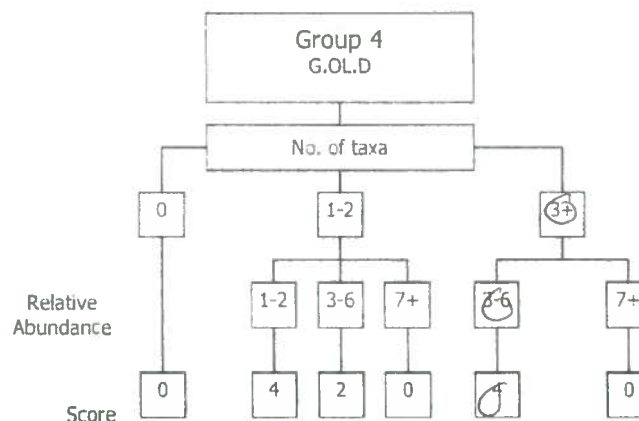 Group 4
G.OL.D
No. of taxa
0 1-2 3+
Relative Abundance 1-2 3-6 7+ 3-6 7+
Score 0 4 2 0 4 0